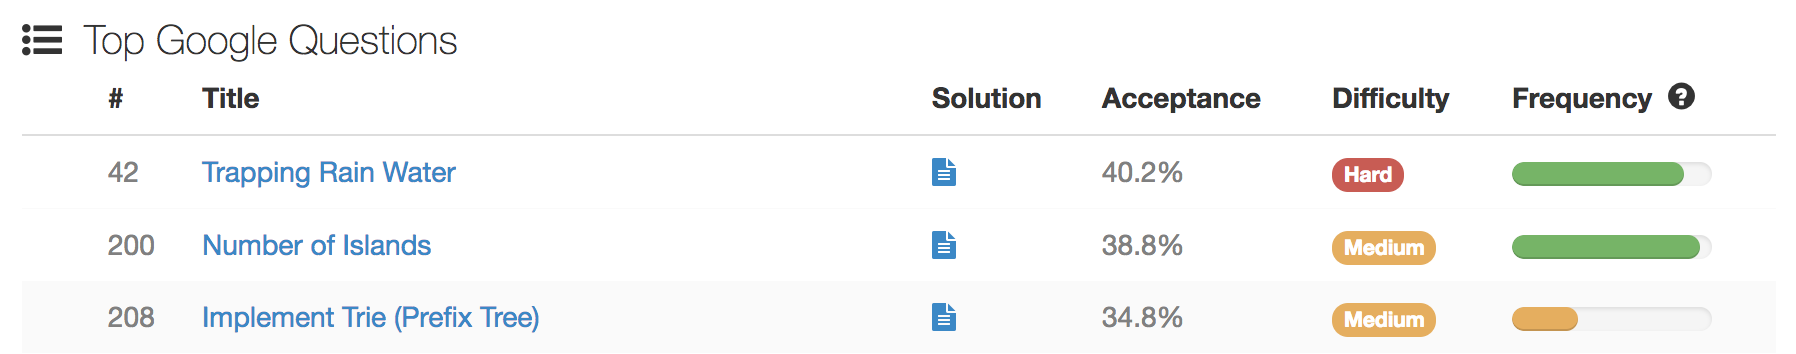 Top Google Questions
# Title Solution Acceptance Difficulty Frequency ?
42 Trapping Rain Water 40.2% Hard
200 Number of Islands 38.8% Medium
208 Implement Trie (Prefix Tree) 34.8% Medium